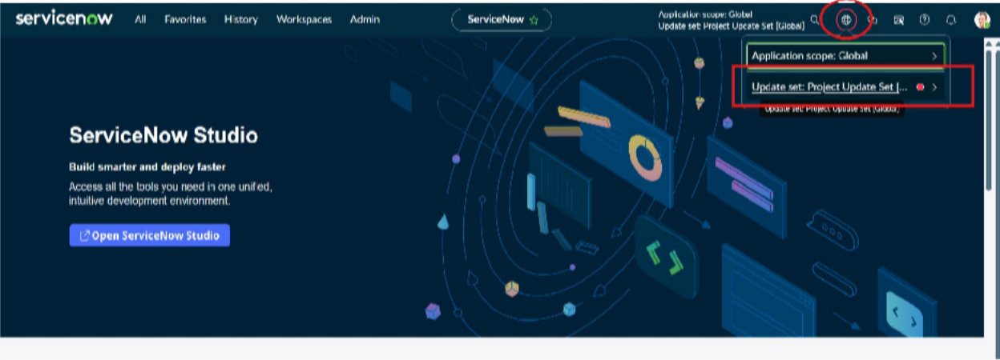 servicenow All Favorites History Workspaces Admin ServiceNow
Application scope: Global
Update set: Project Update Set [Global]
Application scope: Global
Update set: Project Update Set [...
Update set: Project Update Set [Global]
ServiceNow Studio
Build smarter and deploy faster
Access all the tools you need in one unified,
intuitive development environment.
Open ServiceNow Studio